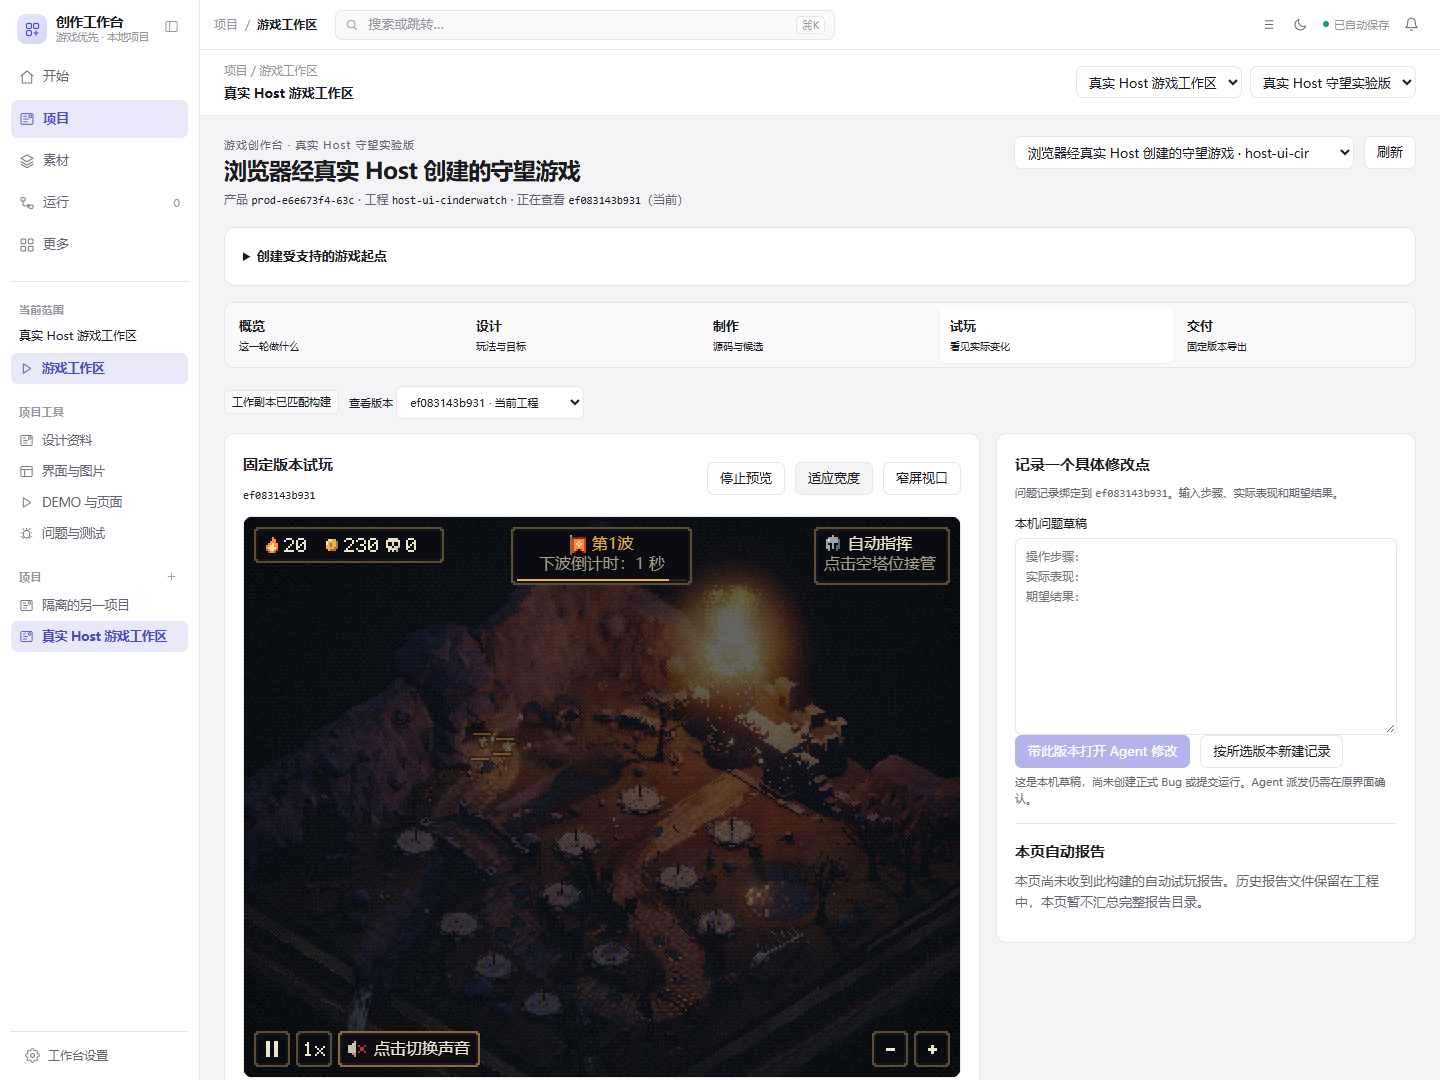 创作工作台
游戏优先 · 本地项目
开始
项目
素材
运行
0
更多
当前范围
真实 Host 游戏工作区
游戏工作区
项目工具
设计资料
界面与图片
DEMO 与页面
问题与测试
项目
隔离的另一项目
真实 Host 游戏工作区
工作台设置
项目 / 游戏工作区
搜索或跳转...
⌘K
已自动保存
项目 / 游戏工作区
真实 Host 游戏工作区
真实 Host 游戏工作区
真实 Host 守望实验版
游戏创作台 · 真实 Host 守望实验版
浏览器经真实 Host 创建的守望游戏
产品 prod-e6e673f4-63c · 工程 host-ui-cinderwatch · 正在查看 ef083143b931（当前）
浏览器经真实 Host 创建的守望游戏 · host-ui-cir
刷新
创建受支持的游戏起点
概览
这一轮做什么
设计
玩法与目标
制作
源码与候选
试玩
看见实际变化
交付
固定版本导出
工作副本已匹配构建
查看版本
ef083143b931 · 当前工程
固定版本试玩
ef083143b931
停止预览
适应宽度
窄屏视口
20
230
0
第1波
下波倒计时：1 秒
自动指挥
点击空塔位接管
1x
点击切换声音
记录一个具体修改点
问题记录绑定到 ef083143b931。输入步骤、实际表现和期望结果。
本机问题草稿
操作步骤：
实际表现：
期望结果：
带此版本打开 Agent 修改
按所选版本新建记录
这是本机草稿，尚未创建正式 Bug 或提交运行。Agent 派发仍需在原界面确
认。
本页自动报告
本页尚未收到此构建的自动试玩报告。历史报告文件保留在工程
中，本页暂不汇总完整报告目录。